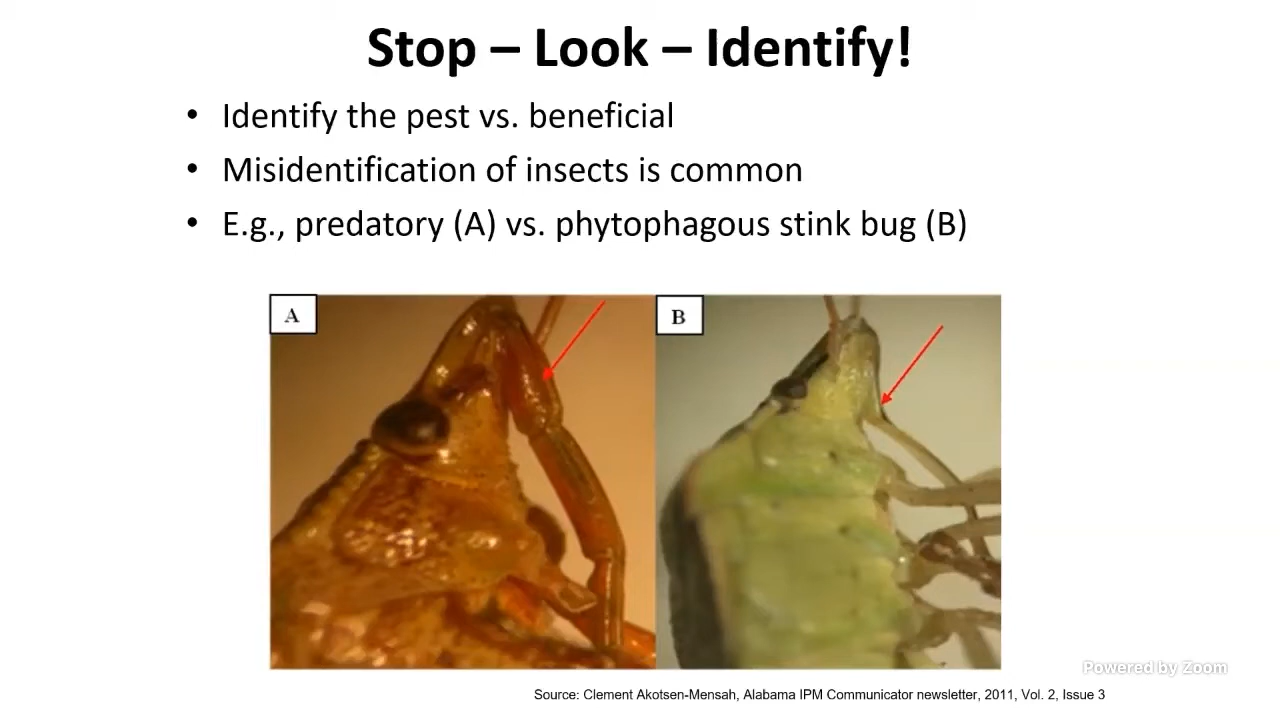 Stop – Look – Identify!
• Identify the pest vs. beneficial
• Misidentification of insects is common
• E.g., predatory (A) vs. phytophagous stink bug (B)
A
B
Powered by Zoom
Source: Clement Akotsen-Mensah, Alabama IPM Communicator newsletter, 2011, Vol. 2, Issue 3